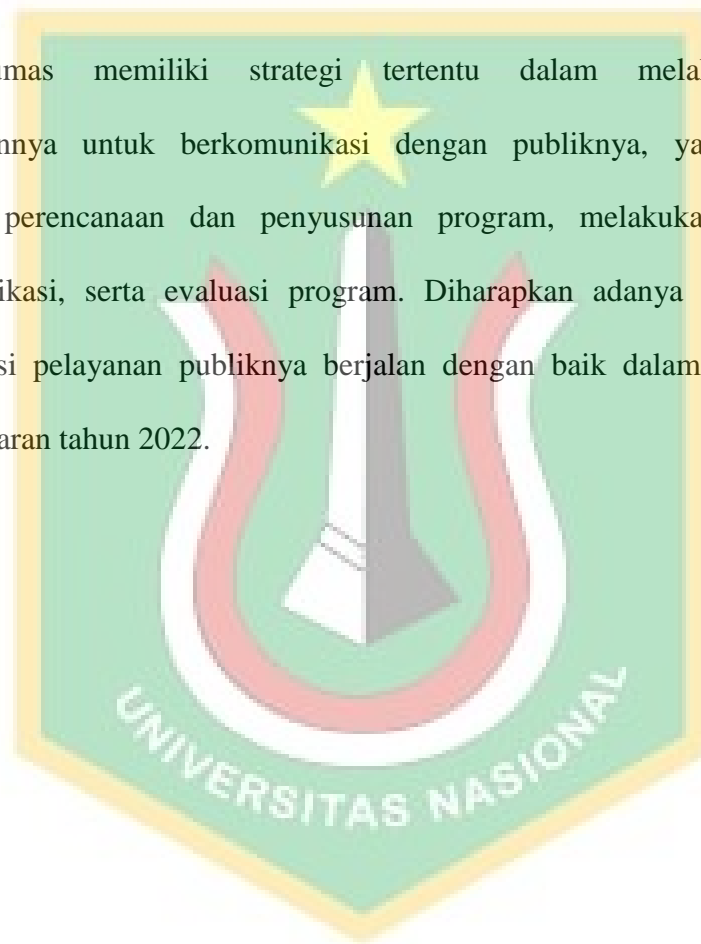 umas memiliki strategi tertentu dalam mela
nnya untuk berkomunikasi dengan publiknya, ya
perencanaan dan penyusunan program, melakuka
ikasi, serta evaluasi program. Diharapkan adanya
si pelayanan publiknya berjalan dengan baik dalam
aran tahun 2022.
UNIVERSITAS NASIONAL